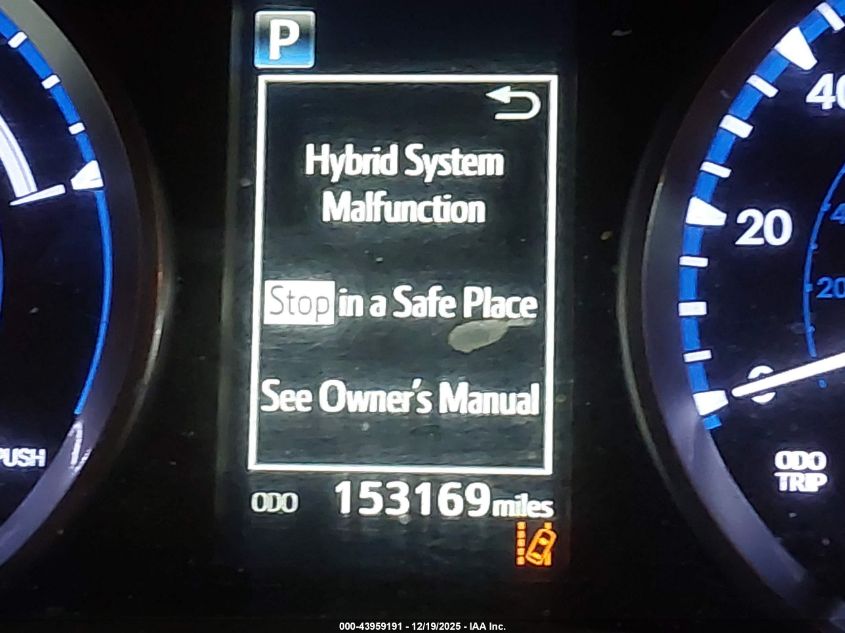 P
Hybrid System
Malfunction
Stop in a Safe Place
See Owner's Manual
ODO 153169 miles
PUSH
20
20
0
ODO
TRIP
000-43959191 - 12/19/2025 - IAA Inc.